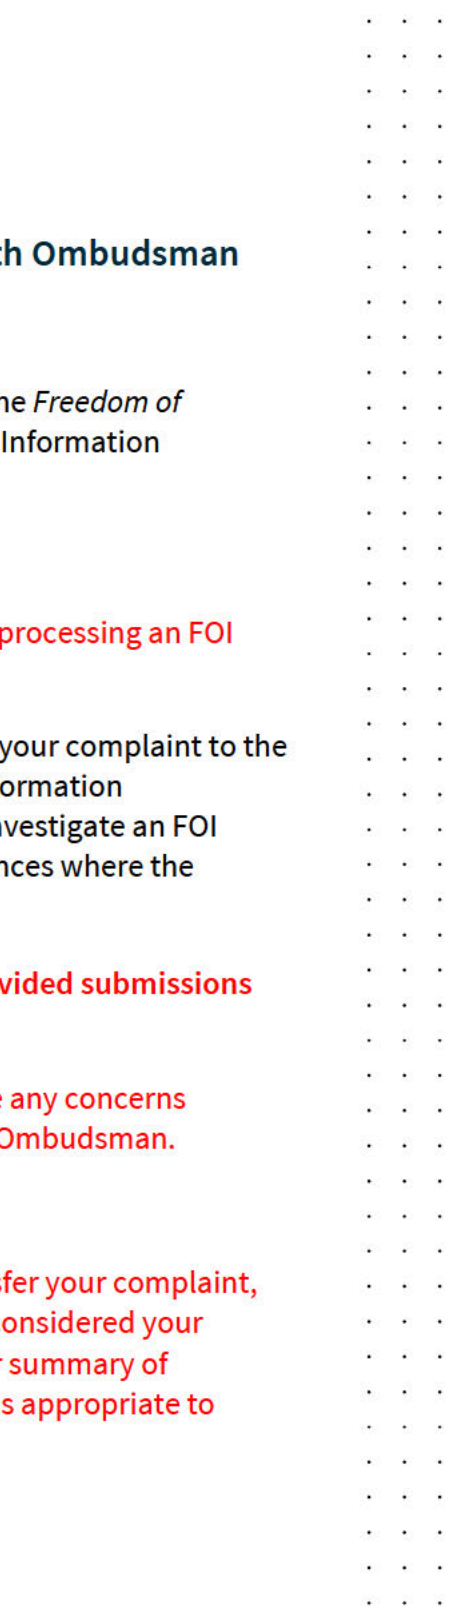 th Ombudsman
he Freedom of
Information
processing an FOI
your complaint to the
ormation
nvestigate an FOI
nces where the
vided submissions
e any concerns
Ombudsman.
sfer your complaint,
considered your
r summary of
s appropriate to